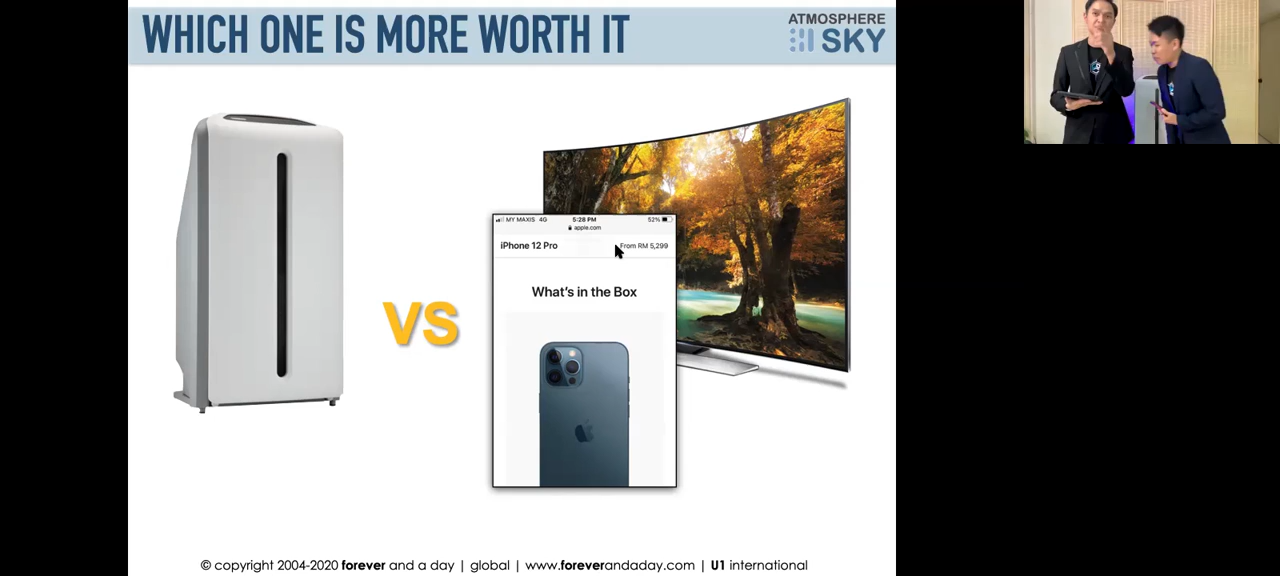 WHICH ONE IS MORE WORTH IT
ATMOSPHERE
SKY
VS
MY MAXIS 4G 5:28 PM 52%
apple.com
iPhone 12 Pro From RM 5,299
What's in the Box
© copyright 2004-2020 forever and a day | global | www.foreverandaday.com | U1 international